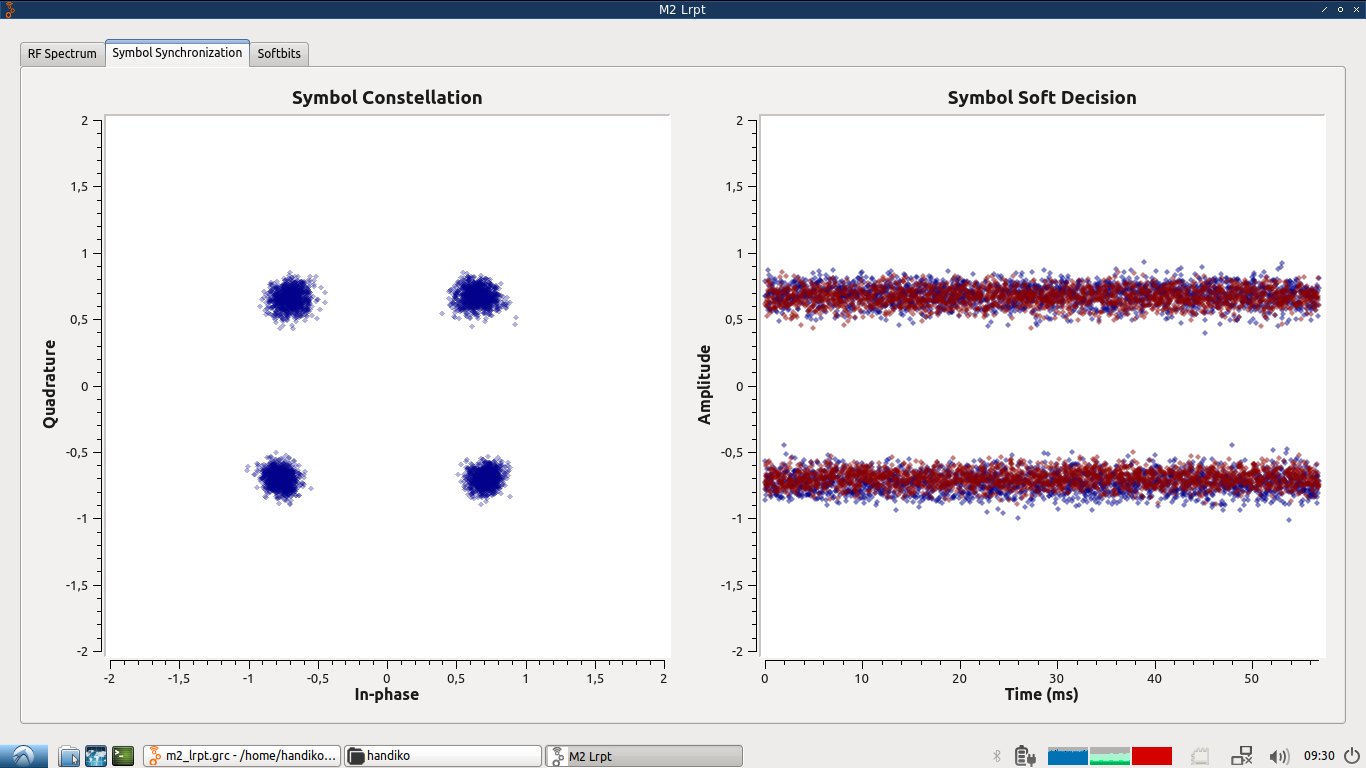 M2 Lrpt
RF Spectrum
Symbol Synchronization
Softbits
Symbol Constellation
2
1,5
1
0,5
0
-0,5
-1
-1,5
-2
Quadrature
-2
-1,5
-1
-0,5
0
0,5
1
1,5
2
In-phase
Symbol Soft Decision
2
1,5
1
0,5
0
-0,5
-1
-1,5
-2
Amplitude
0
10
20
30
40
50
Time (ms)
m2_lrpt.grc - /home/handiko...
handiko
M2 Lrpt
09:30